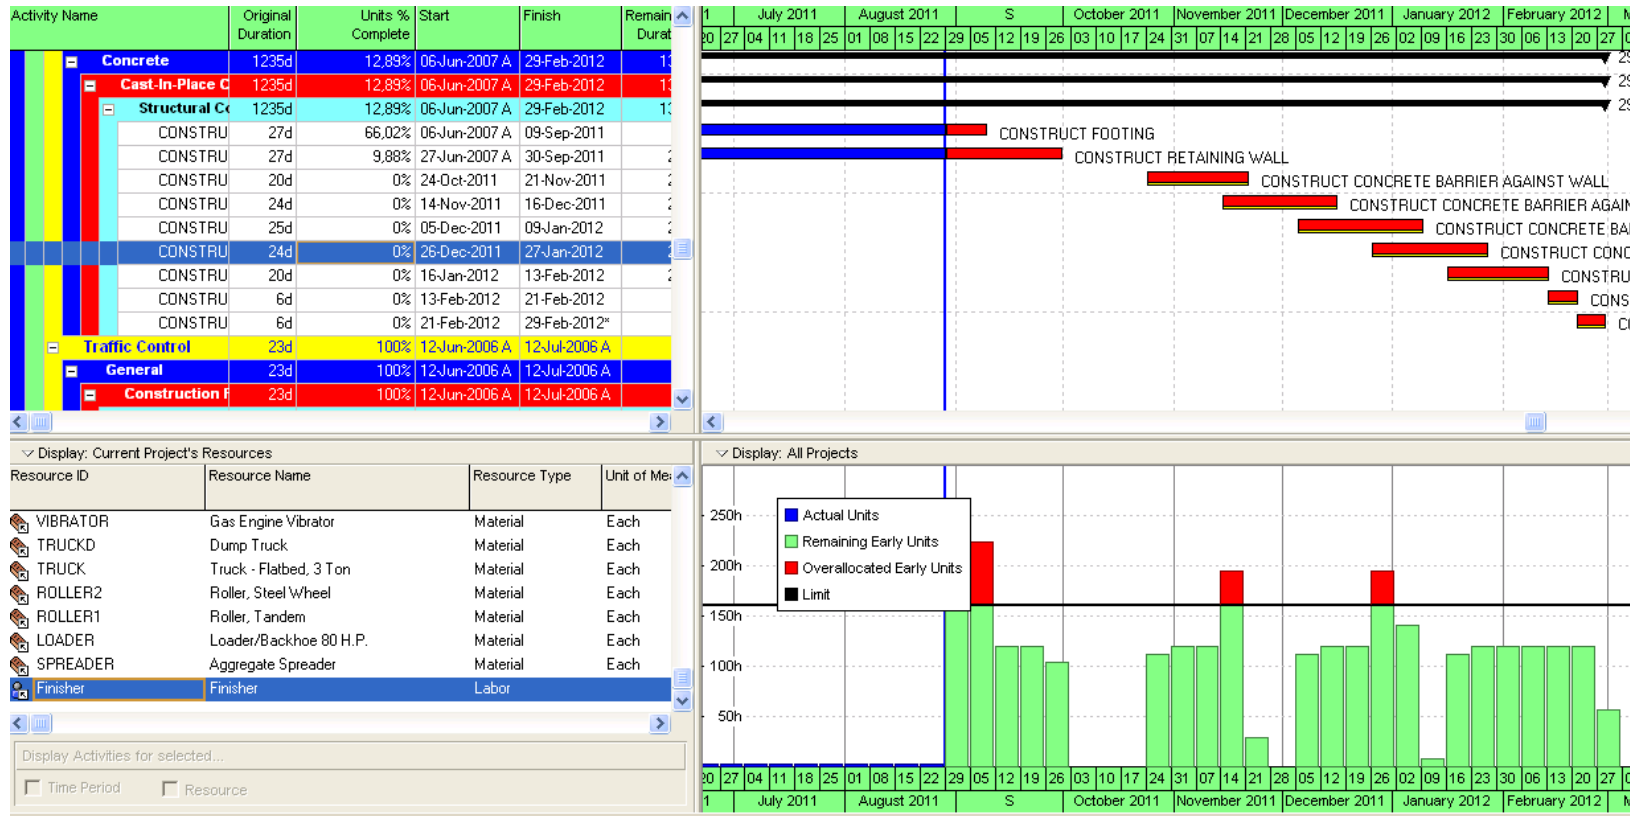 Activity Name Original Duration Units % Complete Start Finish Remain Durat
Concrete 1235d 12,89% 06-Jun-2007 A 29-Feb-2012
Cast-In-Place C 1235d 12,89% 06-Jun-2007 A 29-Feb-2012
Structural Co 1235d 12,89% 06-Jun-2007 A 29-Feb-2012
CONSTRU 27d 66,02% 06-Jun-2007 A 09-Sep-2011
CONSTRU 27d 9,88% 27-Jun-2007 A 30-Sep-2011
CONSTRU 20d 0% 24-Oct-2011 21-Nov-2011
CONSTRU 24d 0% 14-Nov-2011 16-Dec-2011
CONSTRU 25d 0% 05-Dec-2011 09-Jan-2012
CONSTRU 24d 0% 26-Dec-2011 27-Jan-2012
CONSTRU 20d 0% 16-Jan-2012 13-Feb-2012
CONSTRU 6d 0% 13-Feb-2012 21-Feb-2012
CONSTRU 6d 0% 21-Feb-2012 29-Feb-2012*
Traffic Control 23d 100% 12-Jun-2006 A 12-Jul-2006 A
General 23d 100% 12-Jun-2006 A 12-Jul-2006 A
Construction F 23d 100% 12-Jun-2006 A 12-Jul-2006 A
1 July 2011 August 2011 S October 2011 November 2011 December 2011 January 2012 February 2012 M
20 27 04 11 18 25 01 08 15 22 29 05 12 19 26 03 10 17 24 31 07 14 21 28 05 12 19 26 02 09 16 23 30 06 13 20 27 0
29
29
29
CONSTRUCT FOOTING
CONSTRUCT RETAINING WALL
CONSTRUCT CONCRETE BARRIER AGAINST WALL
CONSTRUCT CONCRETE BARRIER AGAIN
CONSTRUCT CONCRETE BA
CONSTRUCT CONC
CONSTRU
CONS
CO
Display: Current Project's Resources
Resource ID Resource Name Resource Type Unit of Mea
VIBRATOR Gas Engine Vibrator Material Each
TRUCKD Dump Truck Material Each
TRUCK Truck - Flatbed, 3 Ton Material Each
ROLLER2 Roller, Steel Wheel Material Each
ROLLER1 Roller, Tandem Material Each
LOADER Loader/Backhoe 80 H.P. Material Each
SPREADER Aggregate Spreader Material Each
Finisher Finisher Labor
Display Activities for selected...
Time Period Resource
Display: All Projects
Actual Units
Remaining Early Units
Overallocated Early Units
Limit
250h
200h
150h
100h
50h
20 27 04 11 18 25 01 08 15 22 29 05 12 19 26 03 10 17 24 31 07 14 21 28 05 12 19 26 02 09 16 23 30 06 13 20 27 0
1 July 2011 August 2011 S October 2011 November 2011 December 2011 January 2012 February 2012 M